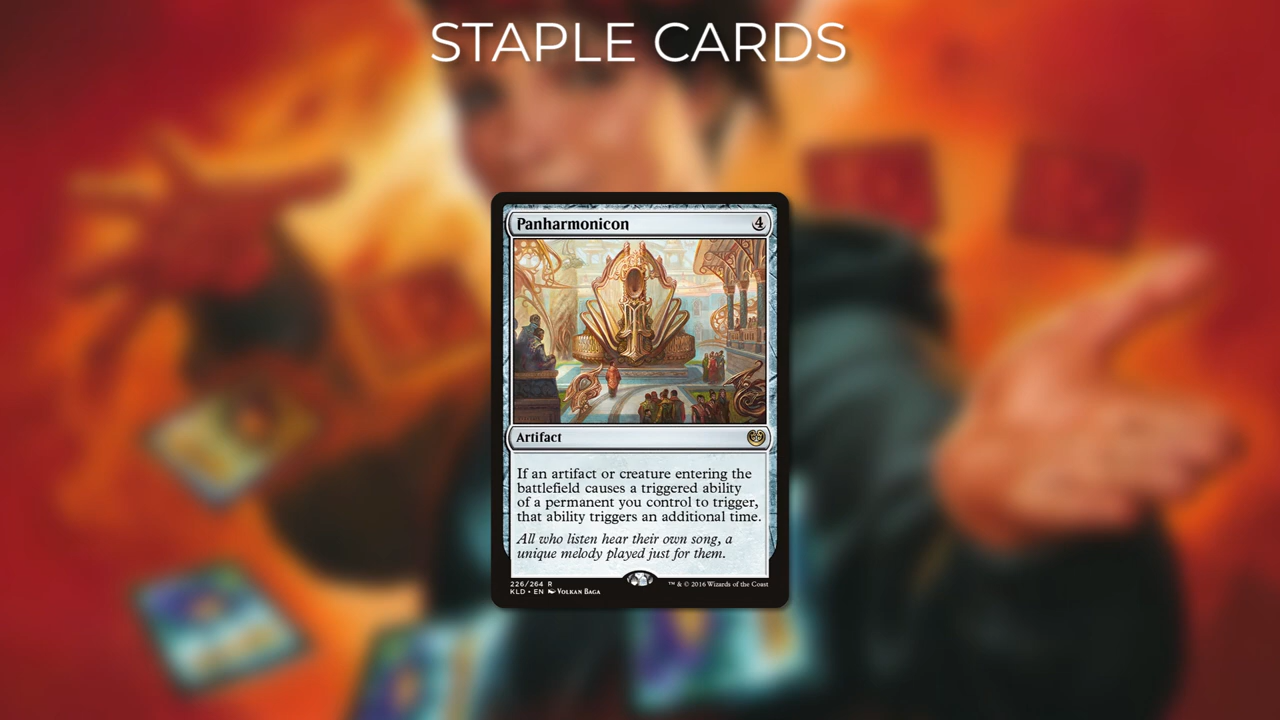 STAPLE CARDS
Panharmonicon 4
Artifact
If an artifact or creature entering the
battlefield causes a triggered ability
of a permanent you control to trigger,
that ability triggers an additional time.
All who listen hear their own song, a
unique melody played just for them.
226/264 R
KLD • EN VOLKAN BAGA
™ & © 2016 Wizards of the Coast